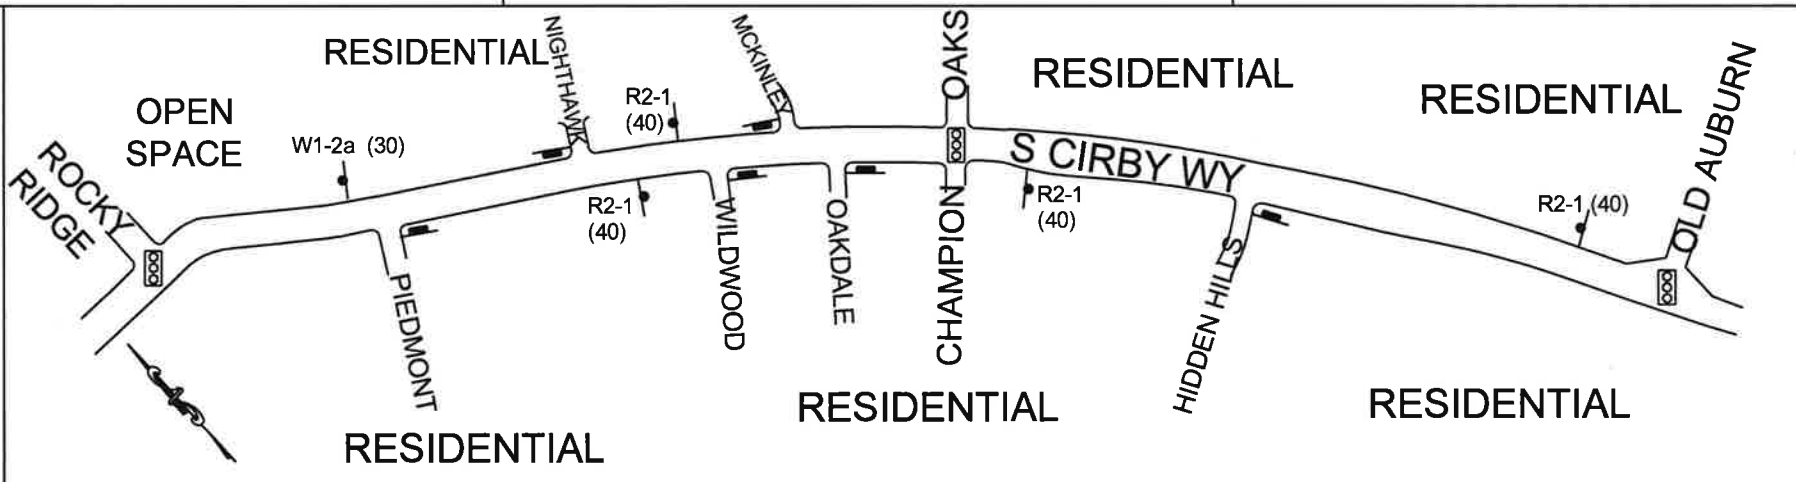 RESIDENTIAL
NIGHTHAWK
MCKINLEY
OAKS
RESIDENTIAL
RESIDENTIAL
OLD AUBURN
OPEN
SPACE
R2-1
(40)
W1-2a (30)
ROCKY
RIDGE
S CIRBY WY
R2-1
(40)
R2-1
(40)
R2-1 (40)
PIEDMONT
WILDWOOD
OAKDALE
CHAMPION
HIDDEN HILLS
RESIDENTIAL
RESIDENTIAL
RESIDENTIAL